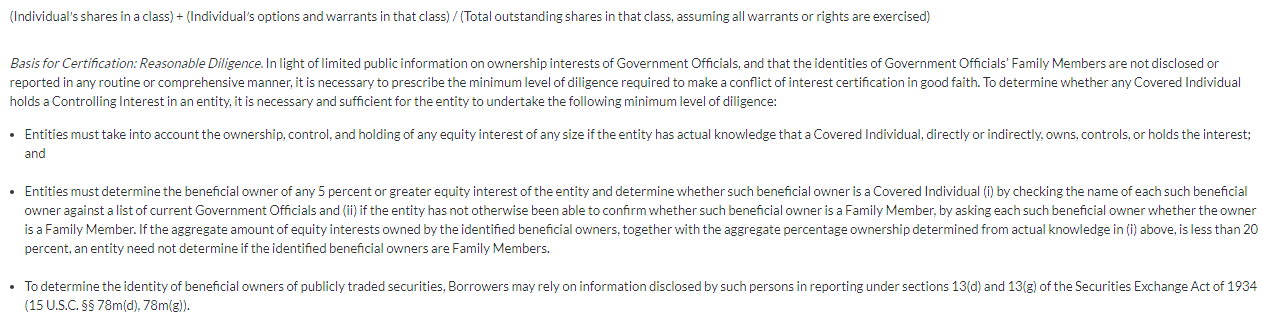 (Individual's shares in a class) + (Individual's options and warrants in that class) / (Total outstanding shares in that class, assuming all warrants or rights are exercised)
Basis for Certification: Reasonable Diligence. In light of limited public information on ownership interests of Government Officials, and that the identities of Government Officials' Family Members are not disclosed or
reported in any routine or comprehensive manner, it is necessary to prescribe the minimum level of diligence required to make a conflict of interest certification in good faith. To determine whether any Covered Individual
holds a Controlling Interest in an entity, it is necessary and sufficient for the entity to undertake the following minimum level of diligence:
• Entities must take into account the ownership, control, and holding of any equity interest of any size if the entity has actual knowledge that a Covered Individual, directly or indirectly, owns, controls, or holds the interest;
and
• Entities must determine the beneficial owner of any 5 percent or greater equity interest of the entity and determine whether such beneficial owner is a Covered Individual (i) by checking the name of each such beneficial
owner against a list of current Government Officials and (ii) if the entity has not otherwise been able to confirm whether such beneficial owner is a Family Member, by asking each such beneficial owner whether the owner
is a Family Member. If the aggregate amount of equity interests owned by the identified beneficial owners, together with the aggregate percentage ownership determined from actual knowledge in (i) above, is less than 20
percent, an entity need not determine if the identified beneficial owners are Family Members.
• To determine the identity of beneficial owners of publicly traded securities, Borrowers may rely on information disclosed by such persons in reporting under sections 13(d) and 13(g) of the Securities Exchange Act of 1934
(15 U.S.C. §§ 78m(d), 78m(g)).